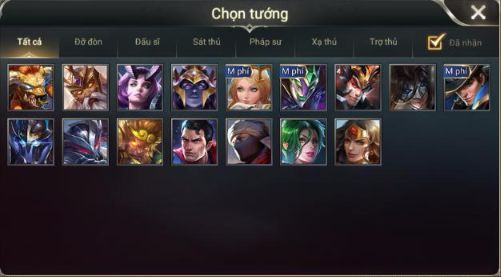 Chọn tướng
Tất cả Đỡ đòn Đấu sĩ Sát thủ Pháp sư Xạ thủ Trợ thủ Đã nhận
M phí M phí M phí